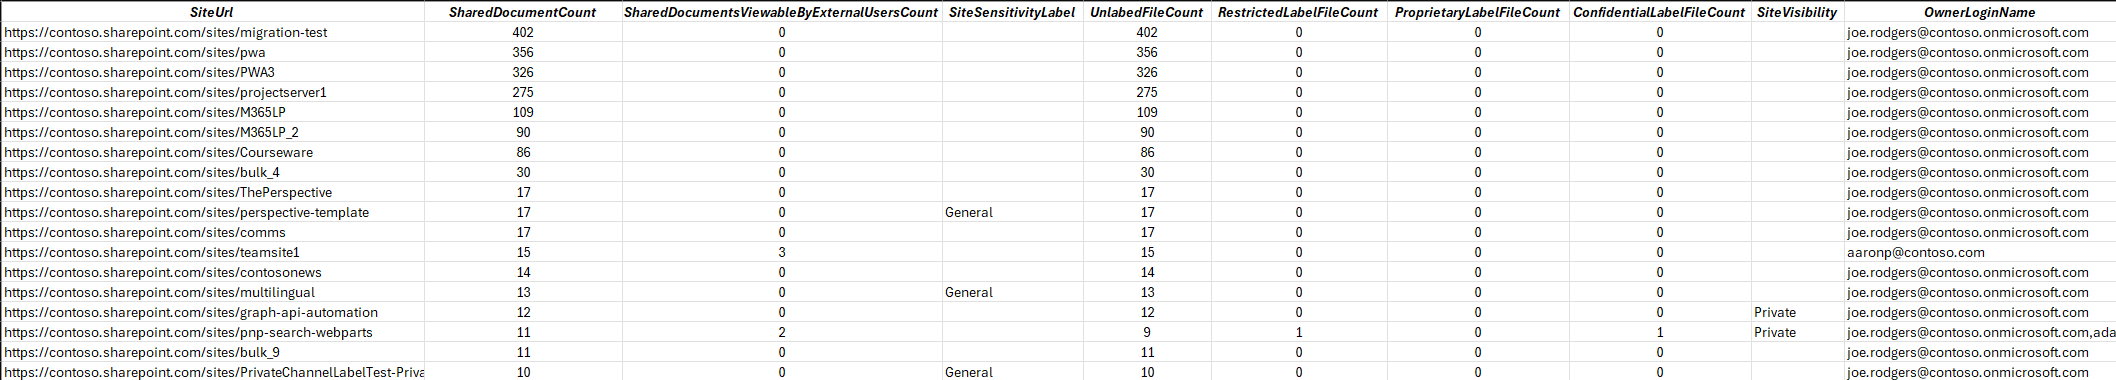 SiteUrl SharedDocumentCount SharedDocumentsViewableByExternalUsersCount SiteSensitivityLabel UnlabedFileCount RestrictedLabelFileCount ProprietaryLabelFileCount ConfidentialLabelFileCount SiteVisibility OwnerLoginName
https://contoso.sharepoint.com/sites/migration-test 402 0 402 0 0 0 joe.rodgers@contoso.onmicrosoft.com
https://contoso.sharepoint.com/sites/pwa 356 0 356 0 0 0 joe.rodgers@contoso.onmicrosoft.com
https://contoso.sharepoint.com/sites/PWA3 326 0 326 0 0 0 joe.rodgers@contoso.onmicrosoft.com
https://contoso.sharepoint.com/sites/projectserver1 275 0 275 0 0 0 joe.rodgers@contoso.onmicrosoft.com
https://contoso.sharepoint.com/sites/M365LP 109 0 109 0 0 0 joe.rodgers@contoso.onmicrosoft.com
https://contoso.sharepoint.com/sites/M365LP_2 90 0 90 0 0 0 joe.rodgers@contoso.onmicrosoft.com
https://contoso.sharepoint.com/sites/Courseware 86 0 86 0 0 0 joe.rodgers@contoso.onmicrosoft.com
https://contoso.sharepoint.com/sites/bulk_4 30 0 30 0 0 0 joe.rodgers@contoso.onmicrosoft.com
https://contoso.sharepoint.com/sites/ThePerspective 17 0 17 0 0 0 joe.rodgers@contoso.onmicrosoft.com
https://contoso.sharepoint.com/sites/perspective-template 17 0 General 17 0 0 0 joe.rodgers@contoso.onmicrosoft.com
https://contoso.sharepoint.com/sites/comms 17 0 17 0 0 0 joe.rodgers@contoso.onmicrosoft.com
https://contoso.sharepoint.com/sites/teamsite1 15 3 15 0 0 0 aaronp@contoso.com
https://contoso.sharepoint.com/sites/contosonews 14 0 14 0 0 0 joe.rodgers@contoso.onmicrosoft.com
https://contoso.sharepoint.com/sites/multilingual 13 0 General 13 0 0 0 joe.rodgers@contoso.onmicrosoft.com
https://contoso.sharepoint.com/sites/graph-api-automation 12 0 12 0 0 0 Private joe.rodgers@contoso.onmicrosoft.com
https://contoso.sharepoint.com/sites/pnp-search-webparts 11 2 9 1 0 1 Private joe.rodgers@contoso.onmicrosoft.com,ada
https://contoso.sharepoint.com/sites/bulk_9 11 0 11 0 0 0 joe.rodgers@contoso.onmicrosoft.com
https://contoso.sharepoint.com/sites/PrivateChannelLabelTest-Priva 10 0 General 10 0 0 0 joe.rodgers@contoso.onmicrosoft.com